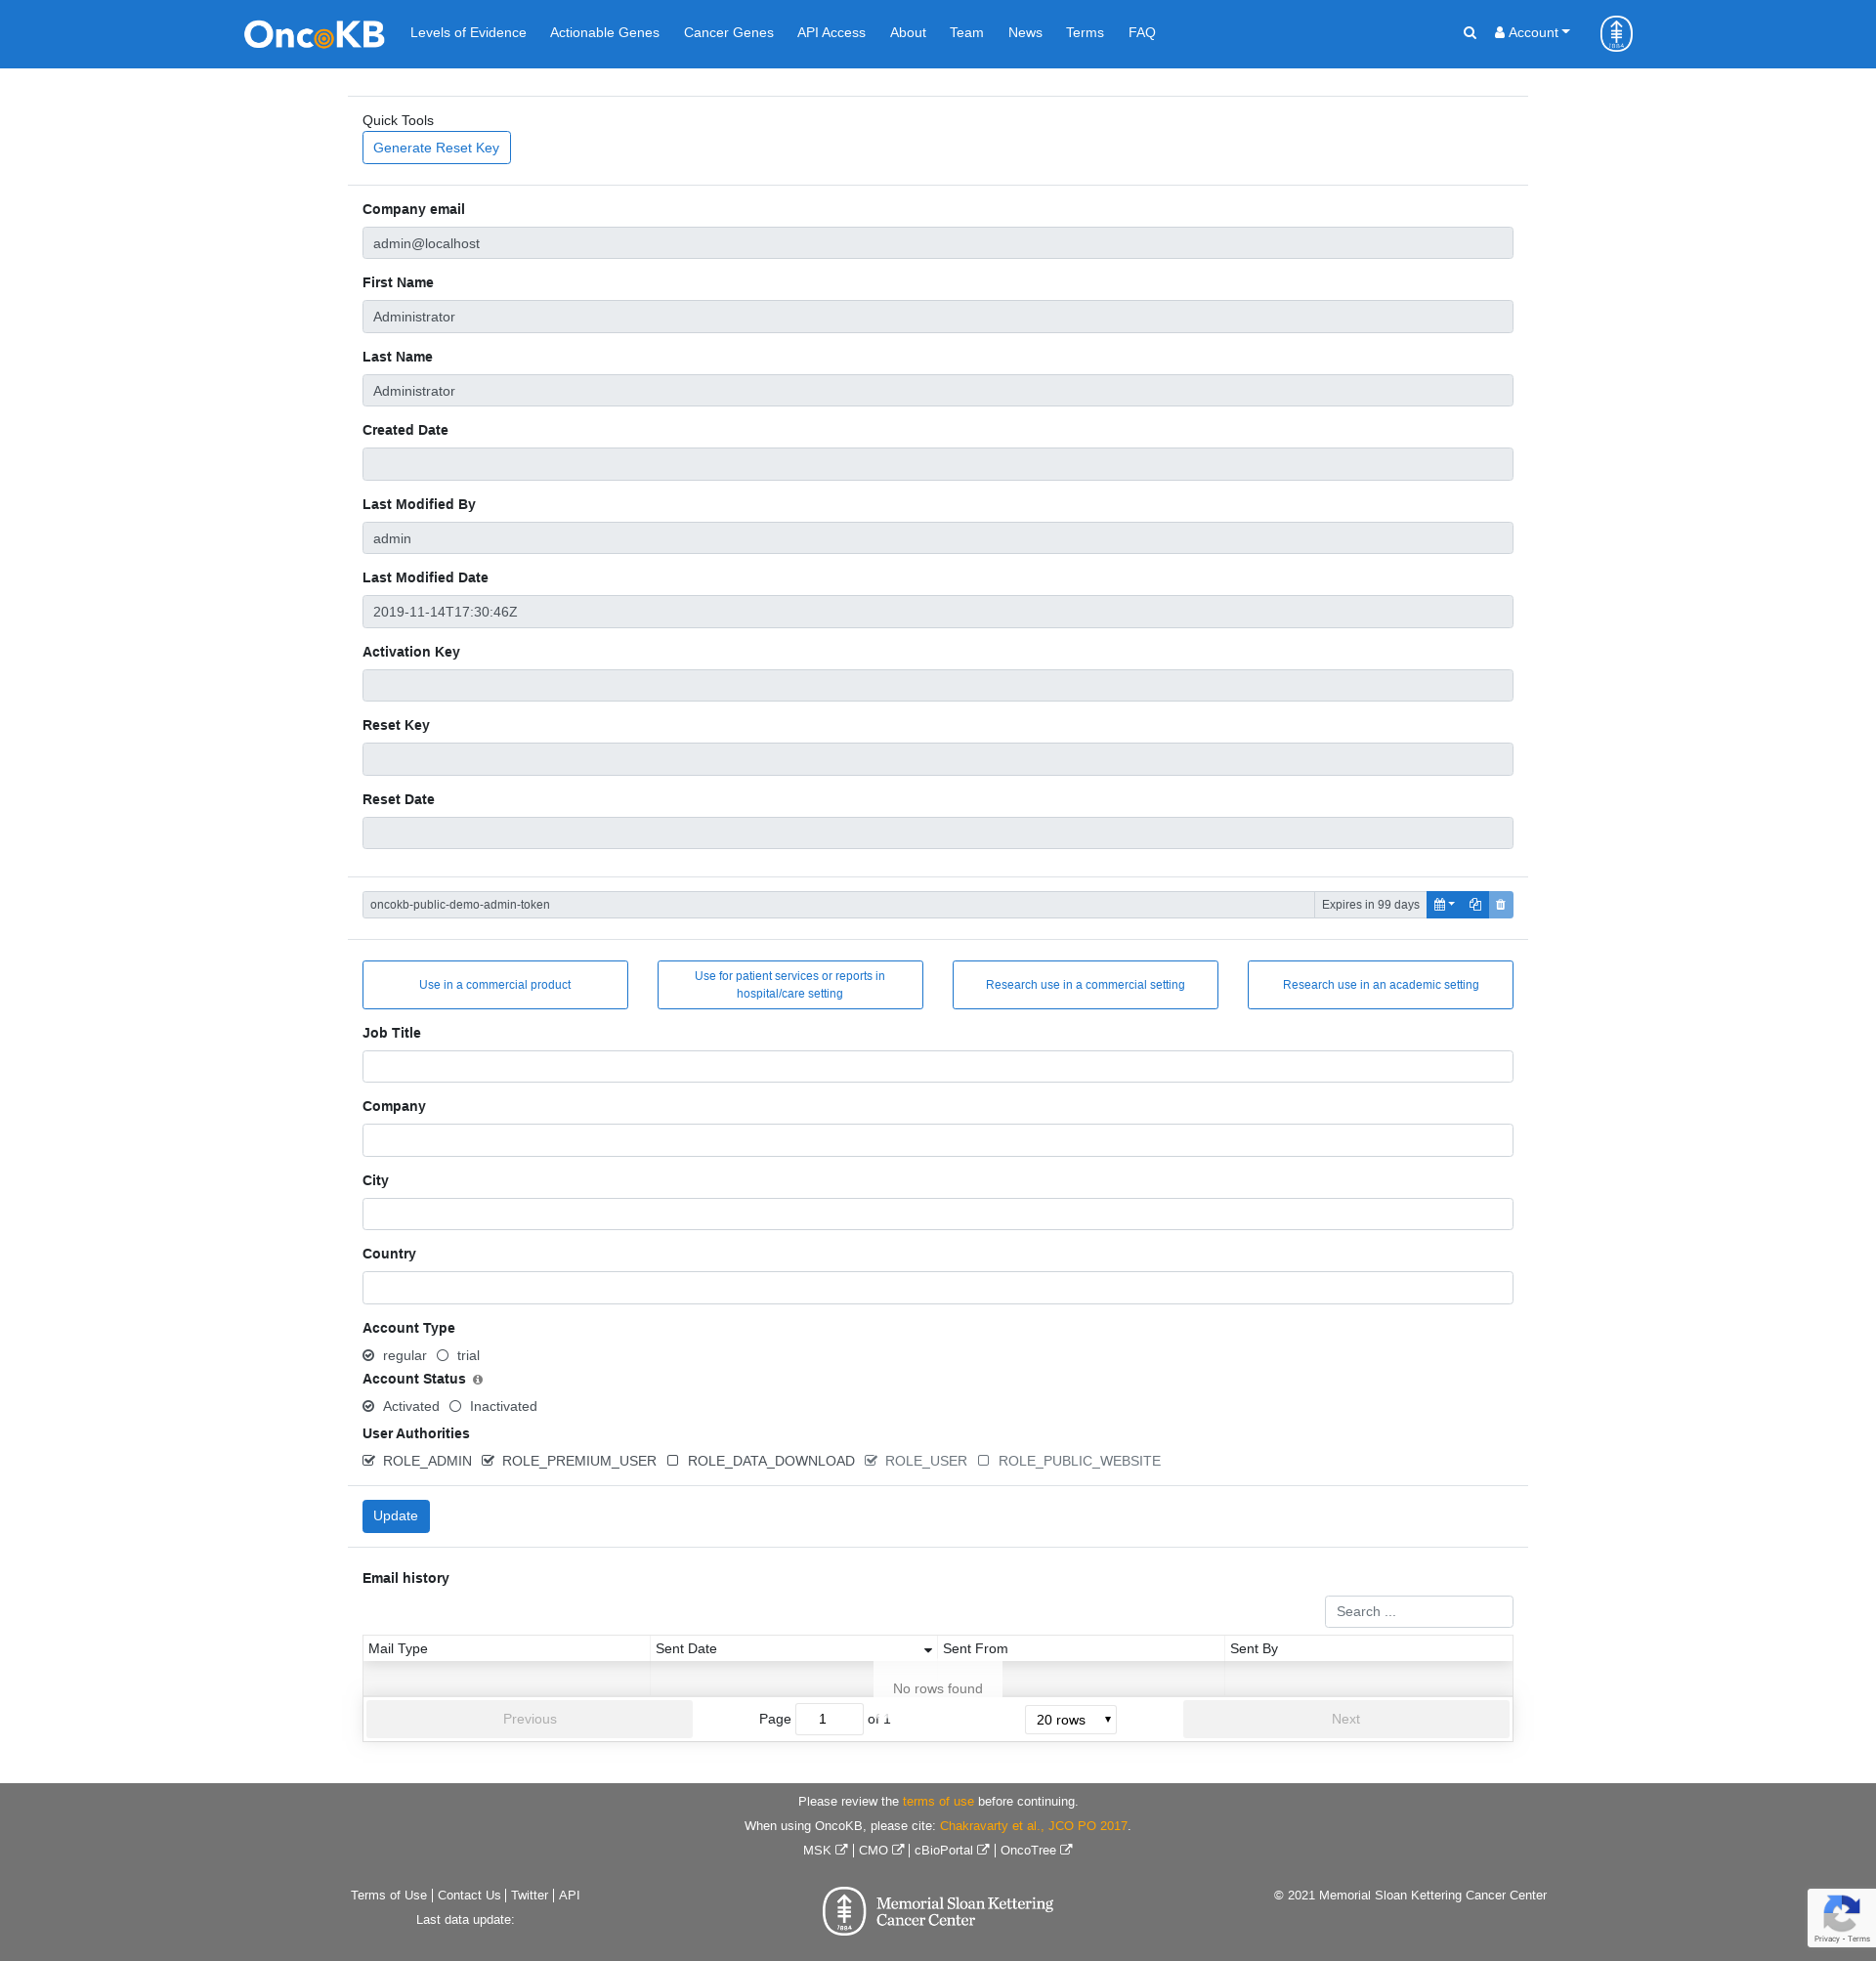 OncoKB Levels of Evidence Actionable Genes Cancer Genes API Access About Team News Terms FAQ Account
Quick Tools
Generate Reset Key
Company email
admin@localhost
First Name
Administrator
Last Name
Administrator
Created Date
Last Modified By
admin
Last Modified Date
2019-11-14T17:30:46Z
Activation Key
Reset Key
Reset Date
oncokb-public-demo-admin-token Expires in 99 days
Use in a commercial product
Use for patient services or reports in
hospital/care setting
Research use in a commercial setting
Research use in an academic setting
Job Title
Company
City
Country
Account Type
regular trial
Account Status
Activated Inactivated
User Authorities
ROLE_ADMIN ROLE_PREMIUM_USER ROLE_DATA_DOWNLOAD ROLE_USER ROLE_PUBLIC_WEBSITE
Update
Email history
Search ...
Mail Type Sent Date Sent From Sent By
No rows found
Previous Page 1 of 1 20 rows Next
Please review the terms of use before continuing.
When using OncoKB, please cite: Chakravarty et al., JCO PO 2017.
MSK | CMO | cBioPortal | OncoTree
Terms of Use | Contact Us | Twitter | API
Last data update:
1884
Memorial Sloan Kettering
Cancer Center
© 2021 Memorial Sloan Kettering Cancer Center
Privacy - Terms